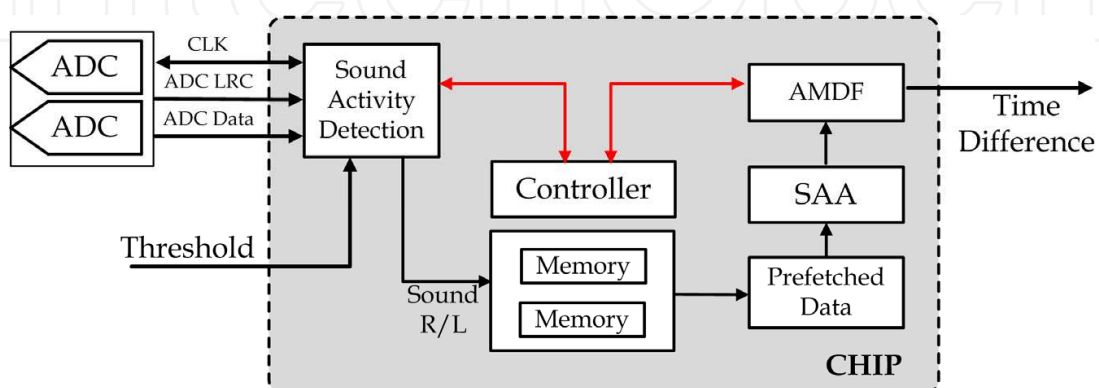 ADC
ADC
CLK
ADC LRC
ADC Data
Sound
Activity
Detection
Threshold
Sound
R/L
Controller
Memory
Memory
AMDF
SAA
Prefetched
Data
Time
Difference
CHIP